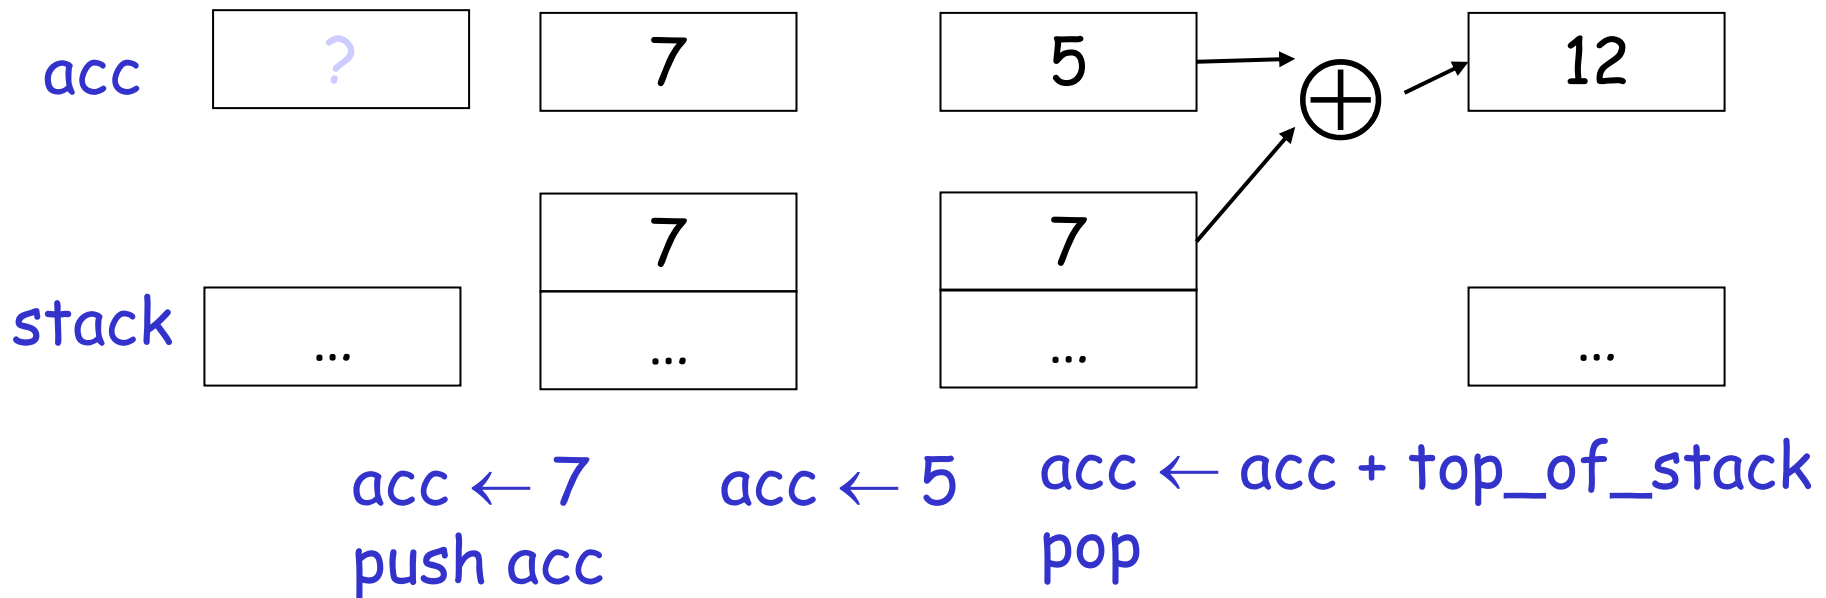 acc ? 7 5 12
7 7
stack ... ... ... ...
acc ← 7 acc ← 5 acc ← acc + top_of_stack
push acc pop